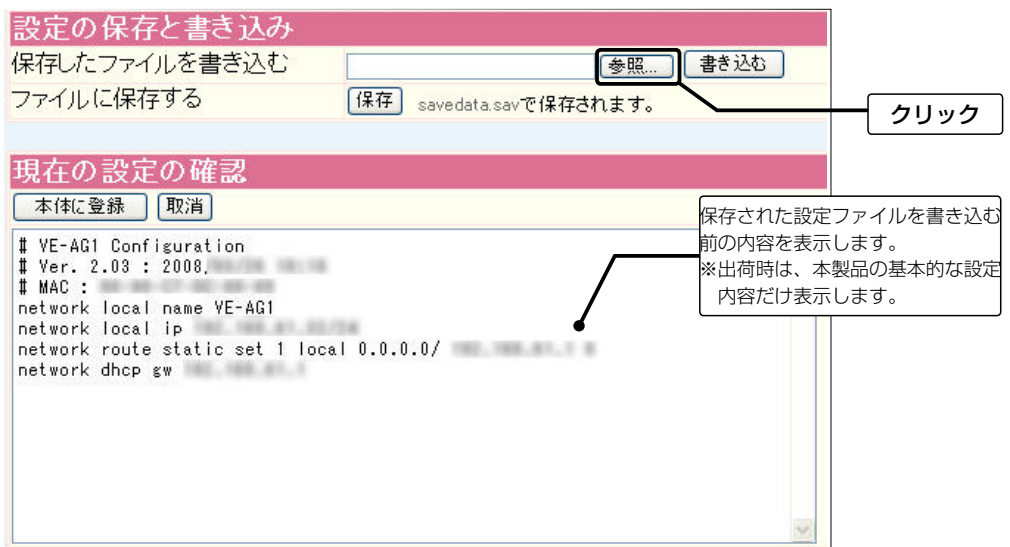 設定の保存と書き込み
保存したファイルを書き込む
参照...
書き込む
ファイルに保存する
保存
savedata.savで保存されます。
クリック
現在の設定の確認
本体に登録
取消
保存された設定ファイルを書き込む
前の内容を表示します。
※出荷時は、本製品の基本的な設定
内容だけ表示します。
# VE-AG1 Configuration
# Ver. 2.03 : 2008
# MAC :
network local name VE-AG1
network local ip
network route static set 1 local 0.0.0.0/
network dhcp gw